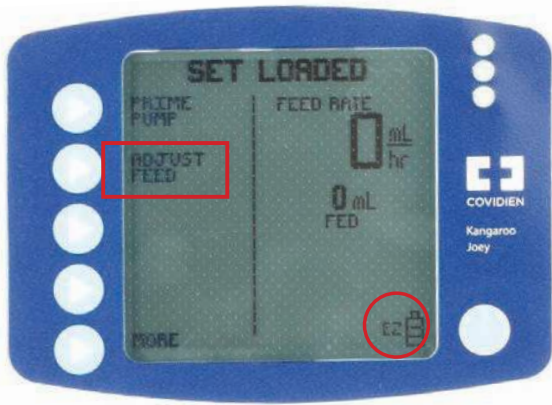 SET LOADED
PRIME
PUMP
ADJUST
FEED
MORE
FEED RATE
0 mL
hr
0 mL
FED
EZ
COVIDIEN
Kangaroo
Joey